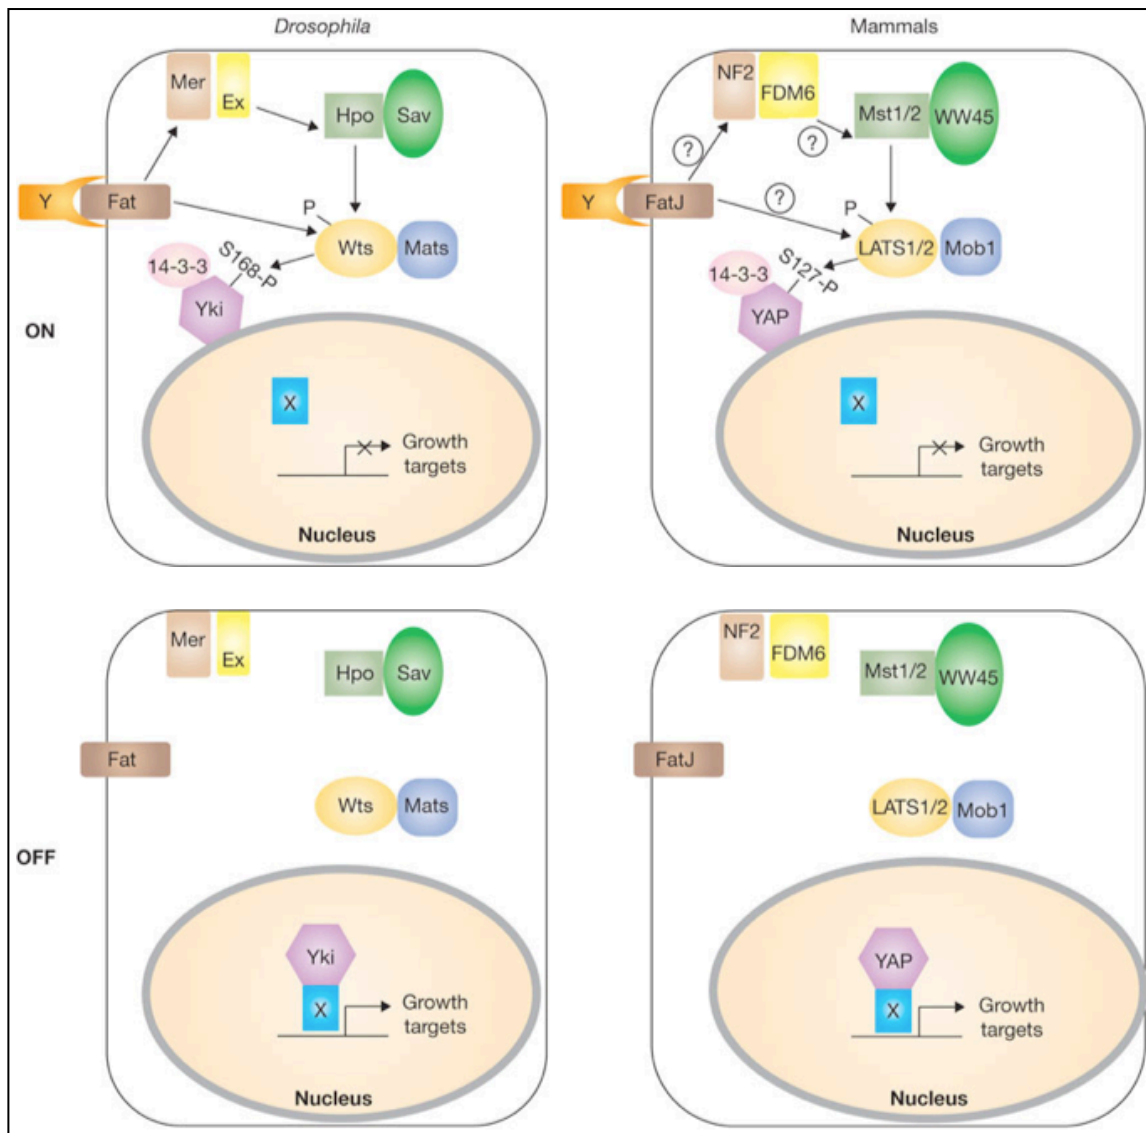 Drosophila
Mammals
Mer
Ex
Hpo
Sav
Y
Fat
P
Wts
Mats
14-3-3
S168-P
Yki
ON
X
Growth
targets
Nucleus
NF2
FDM6
Mst1/2
WW45
?
?
Y
FatJ
?
P
LATS1/2
Mob1
14-3-3
S127-P
YAP
X
Growth
targets
Nucleus
Mer
Ex
Hpo
Sav
Fat
Wts
Mats
OFF
Yki
X
Growth
targets
Nucleus
NF2
FDM6
Mst1/2
WW45
FatJ
LATS1/2
Mob1
YAP
X
Growth
targets
Nucleus